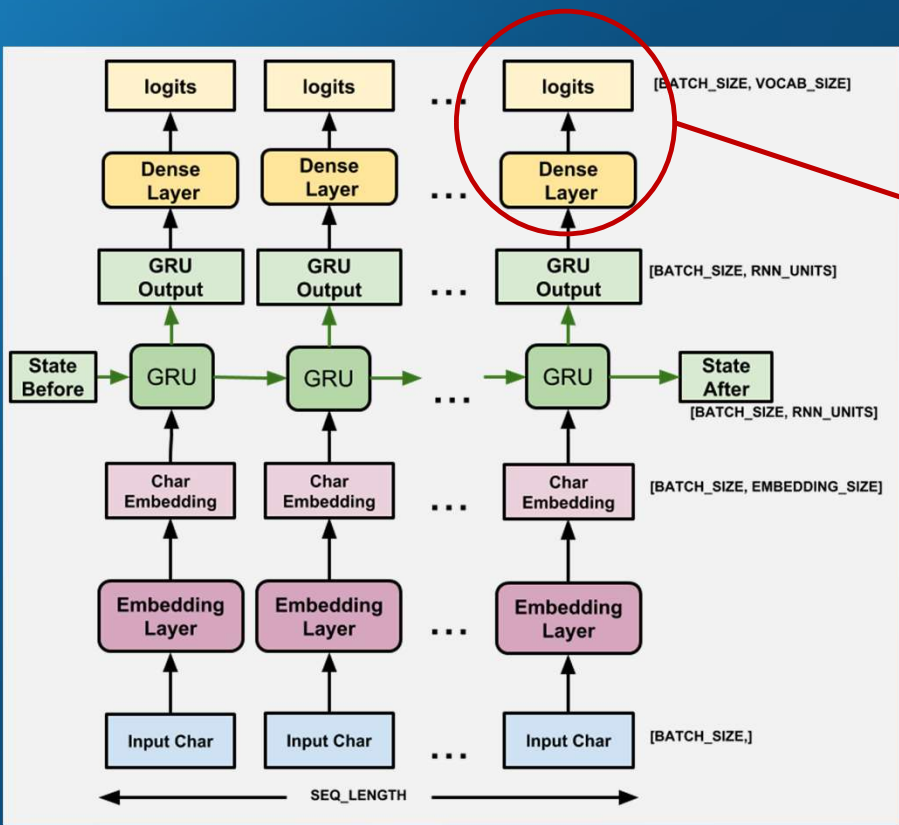 logits
logits
...
logits
[BATCH_SIZE, VOCAB_SIZE]
Dense
Layer
Dense
Layer
...
Dense
Layer
GRU
Output
GRU
Output
...
GRU
Output
[BATCH_SIZE, RNN_UNITS]
State
Before
GRU
GRU
...
GRU
State
After
[BATCH_SIZE, RNN_UNITS]
Char
Embedding
Char
Embedding
...
Char
Embedding
[BATCH_SIZE, EMBEDDING_SIZE]
Embedding
Layer
Embedding
Layer
...
Embedding
Layer
Input Char
Input Char
...
Input Char
[BATCH_SIZE,]
SEQ_LENGTH